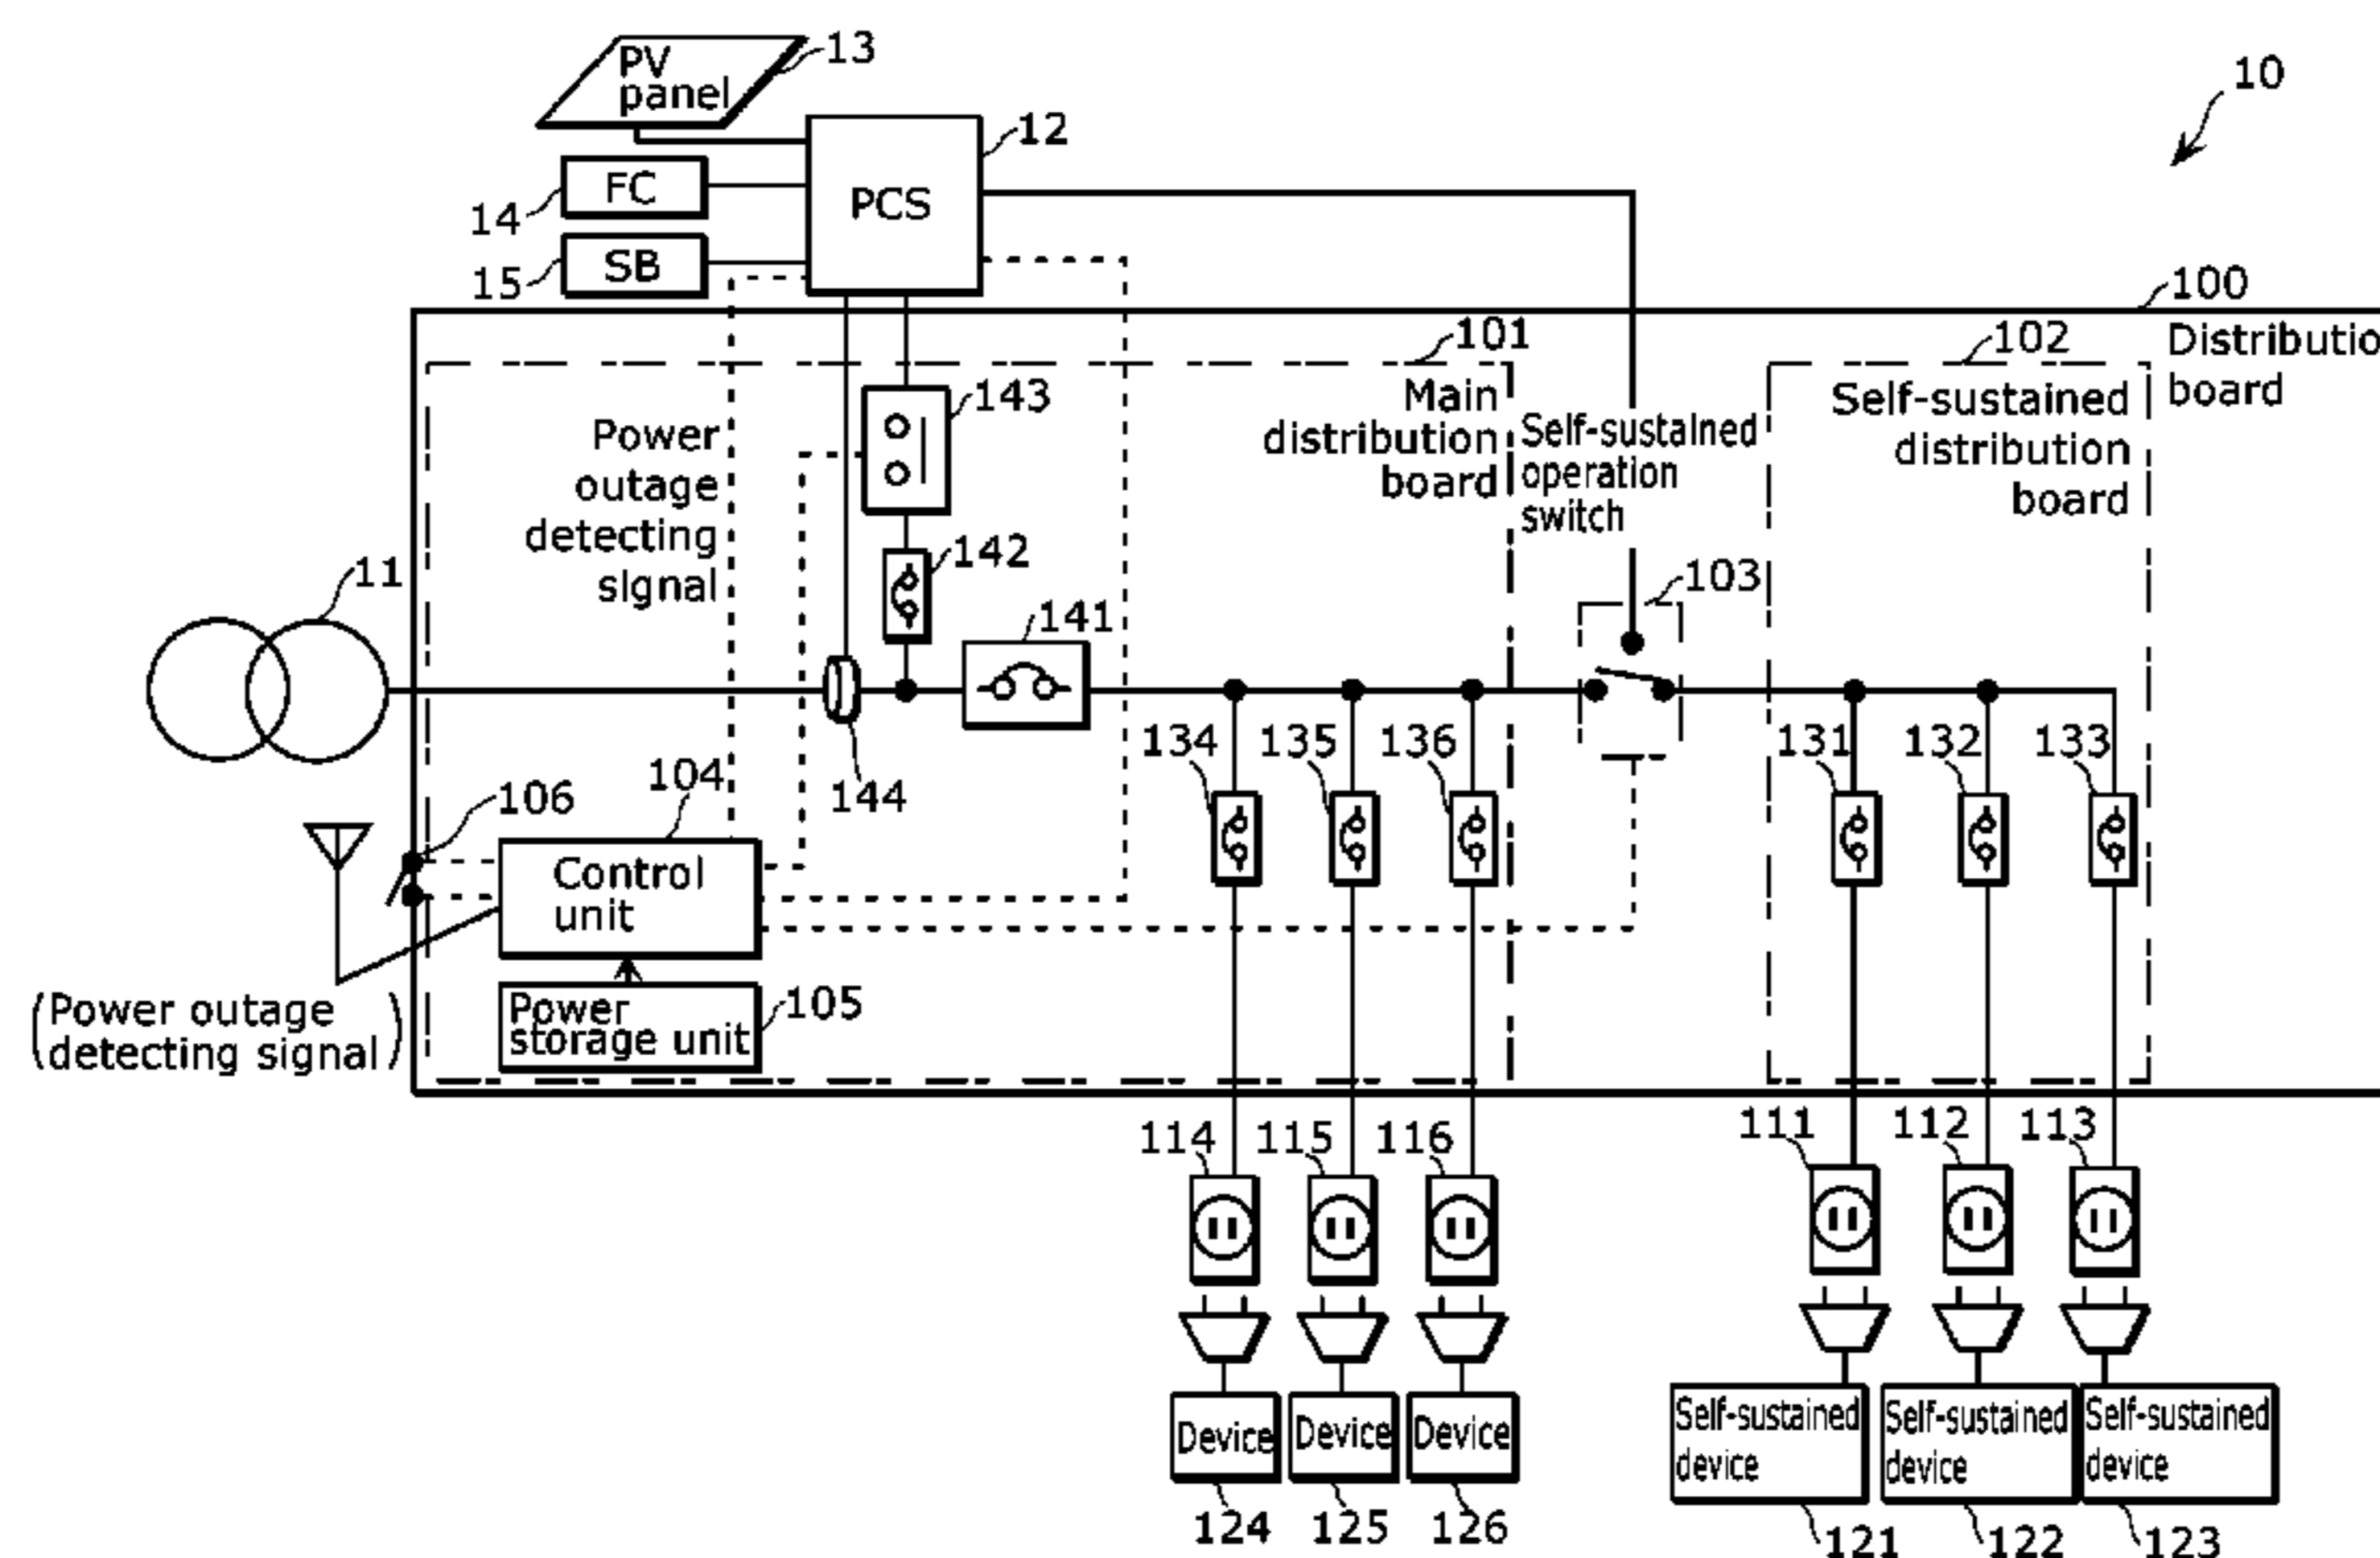 13
PV
panel
10
12
PCS
FC
14
SB
15
100
Distributio
board
101
Main
distribution
board
102
Self-sustained
distribution
board
143
Power
outage
detecting
signal
Self-sustained
operation
switch
142
11
141
103
134
135
136
131
132
133
144
104
106
Control
unit
105
Power
storage unit
(Power outage
detecting signal)
114
115
116
111
112
113
Device
Device
Device
Self-sustained
device
Self-sustained
device
Self-sustained
device
124
125
126
121
122
123